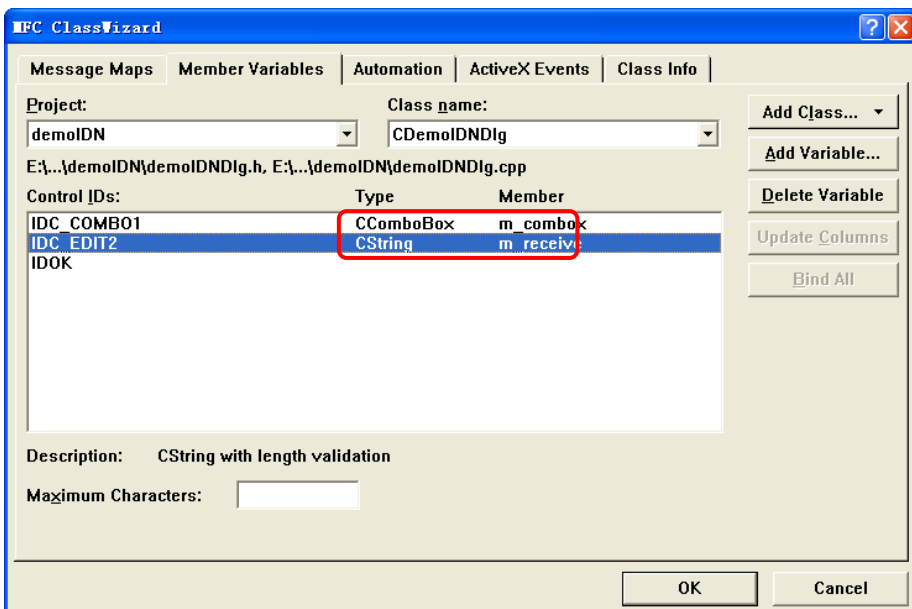 MFC ClassWizard
Message Maps Member Variables Automation ActiveX Events Class Info
Project: Class name:
Add Class...
demoIDN CDemoIDNDlg
Add Variable...
E:\...\demoIDN\demoIDNDlg.h, E:\...\demoIDN\demoIDNDlg.cpp
Control IDs: Type Member
Delete Variable
IDC_COMBO1 CComboBox m_combox
IDC_EDIT2 CString m_receive
Update Columns
IDOK
Bind All
Description: CString with length validation
Maximum Characters:
OK Cancel